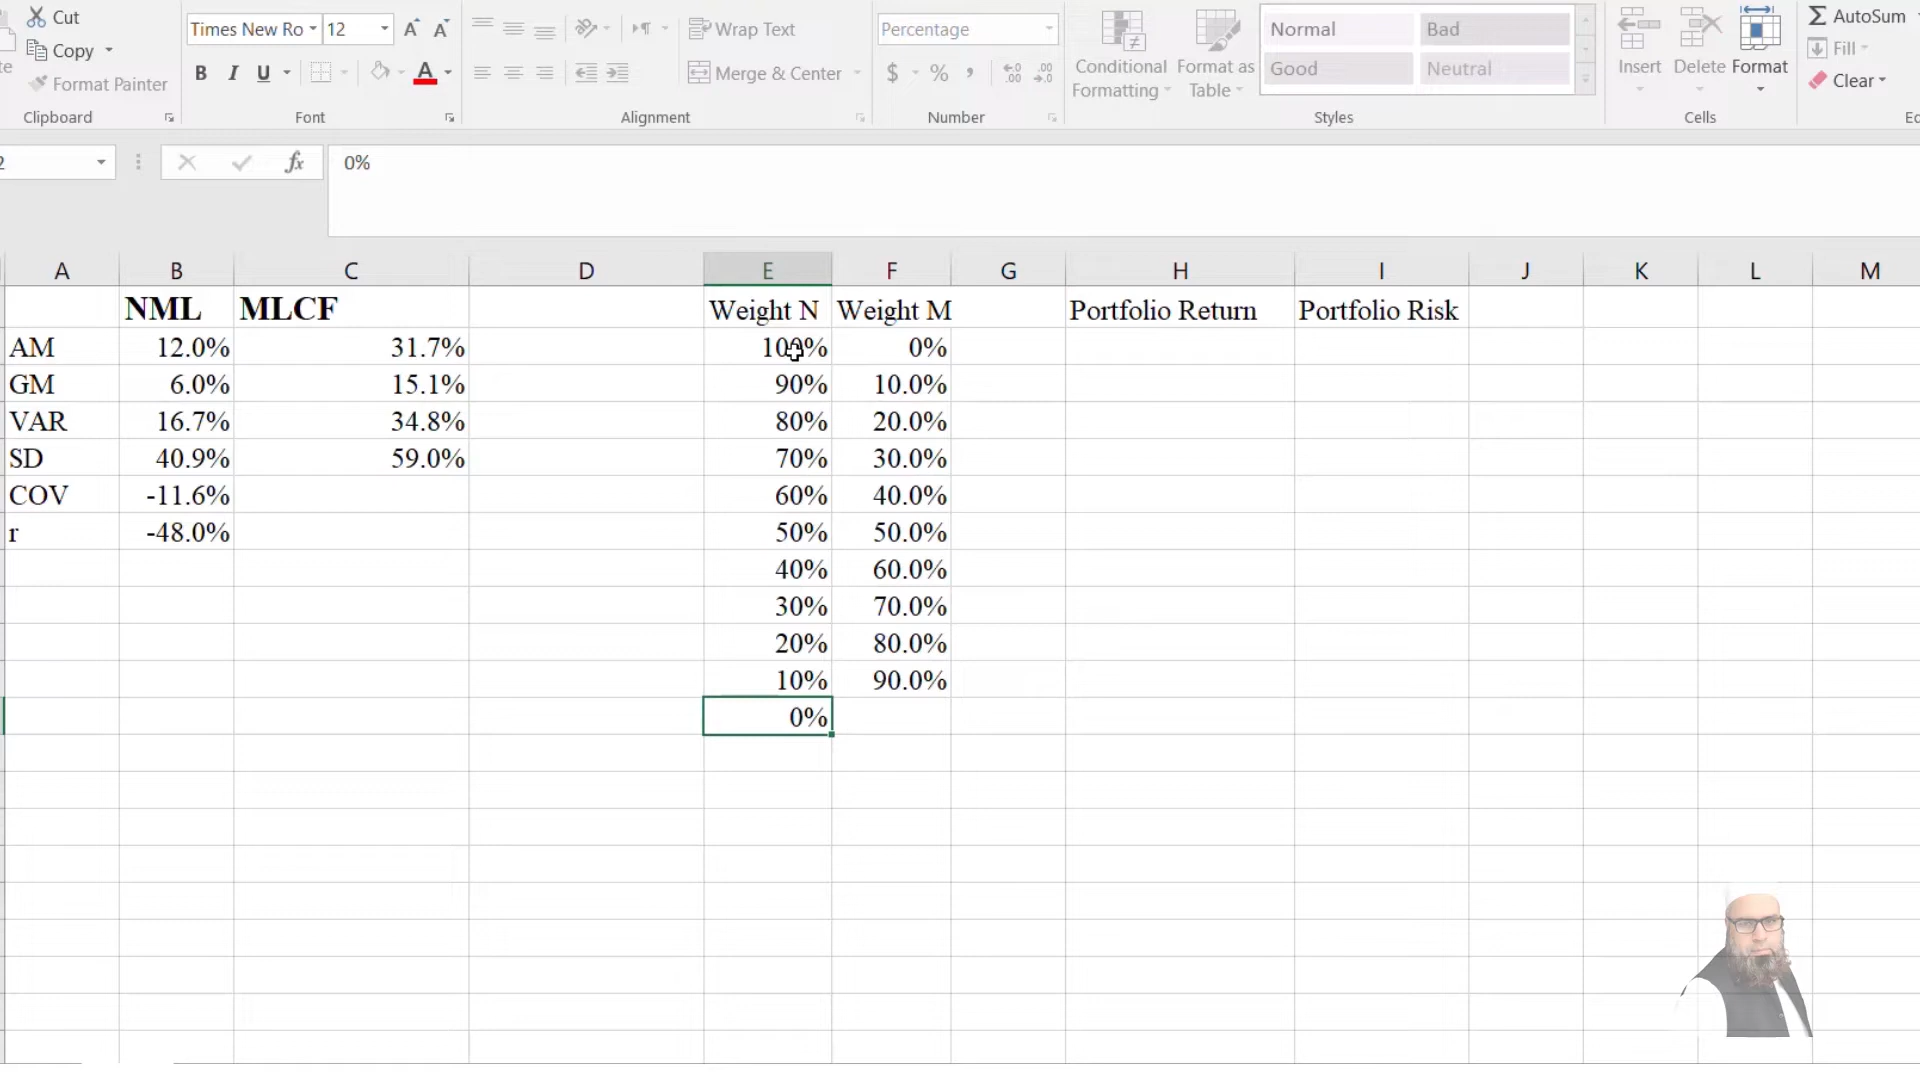 Cut
Copy
Format Painter
Clipboard
Times New Ro 12 A A
B I U A
Font
Wrap Text
Merge & Center
Alignment
Percentage
$ % , .00 .0
Number
Conditional Formatting
Format as Table
Normal Bad
Good Neutral
Styles
Insert Delete Format
Cells
AutoSum
Fill
Clear
2 fx 0%
A B C D E F G H I J K L M
NML MLCF Weight N Weight M Portfolio Return Portfolio Risk
AM 12.0% 31.7% 100% 0%
GM 6.0% 15.1% 90% 10.0%
VAR 16.7% 34.8% 80% 20.0%
SD 40.9% 59.0% 70% 30.0%
COV -11.6% 60% 40.0%
r -48.0% 50% 50.0%
40% 60.0%
30% 70.0%
20% 80.0%
10% 90.0%
0%